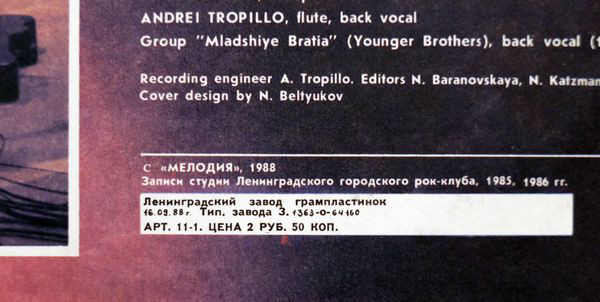 ANDREI TROPILLO, flute, back vocal
Group "Mladshiye Bratia" (Younger Brothers), back vocal
Recording engineer A. Tropillo. Editors N. Baranovskaya, N. Katzman
Cover design by N. Beltyukov
С «МЕЛОДИЯ», 1988
Записи студии Ленинградского городского рок-клуба, 1985, 1986 гг.
Ленинградский завод грампластинок
16.09.88г. Тип. завода З. 1363-0-64160
АРТ. 11-1. ЦЕНА 2 РУБ. 50 КОП.